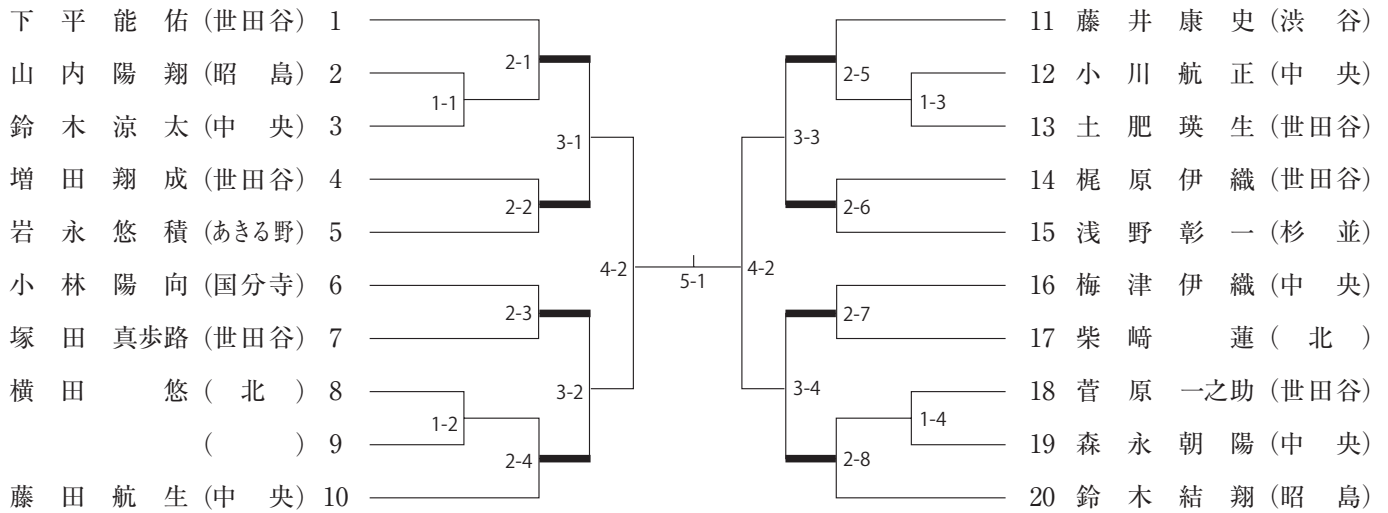 下平能佑(世田谷) 1
山内陽翔(昭島) 2
鈴木涼太(中央) 3
増田翔成(世田谷) 4
岩永悠積(あきる野) 5
小林陽向(国分寺) 6
塚田真歩路(世田谷) 7
横田悠(北) 8
( ) 9
藤田航生(中央) 10
2-1
1-1
3-1
2-2
4-2
2-3
3-2
1-2
2-4
5-1
11 藤井康史(渋谷)
12 小川航正(中央)
13 土肥瑛生(世田谷)
14 梶原伊織(世田谷)
15 浅野彰一(杉並)
16 梅津伊織(中央)
17 柴﨑蓮(北)
18 菅原一之助(世田谷)
19 森永朝陽(中央)
20 鈴木結翔(昭島)
2-5
1-3
3-3
2-6
4-2
2-7
3-4
1-4
2-8